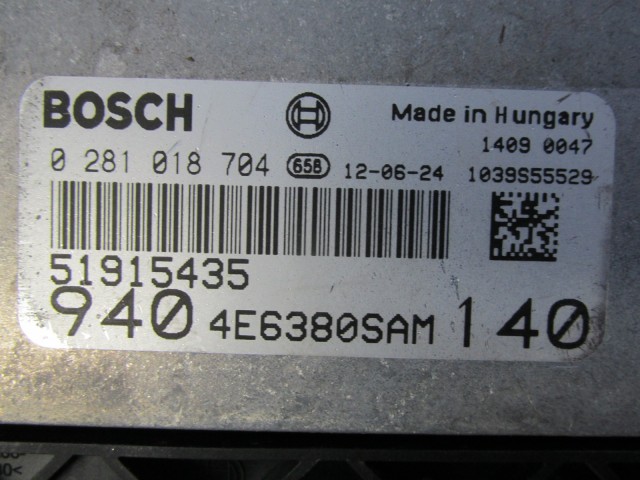 BOSCH Made in Hungary
1409 0047
0 281 018 704 658 12-06-24 1039S55529
51915435
940 4E6380SAM 140